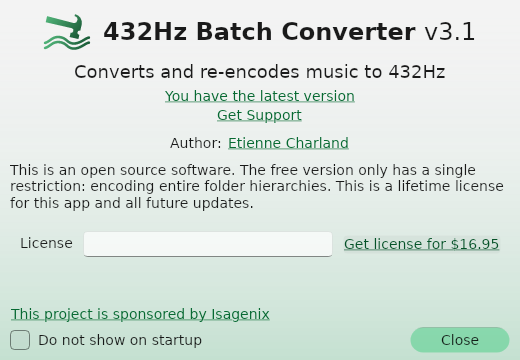 432Hz Batch Converter v3.1
Converts and re-encodes music to 432Hz
You have the latest version
Get Support
Author: Etienne Charland
This is an open source software. The free version only has a single
restriction: encoding entire folder hierarchies. This is a lifetime license
for this app and all future updates.
License Get license for $16.95
This project is sponsored by Isagenix
Do not show on startup Close